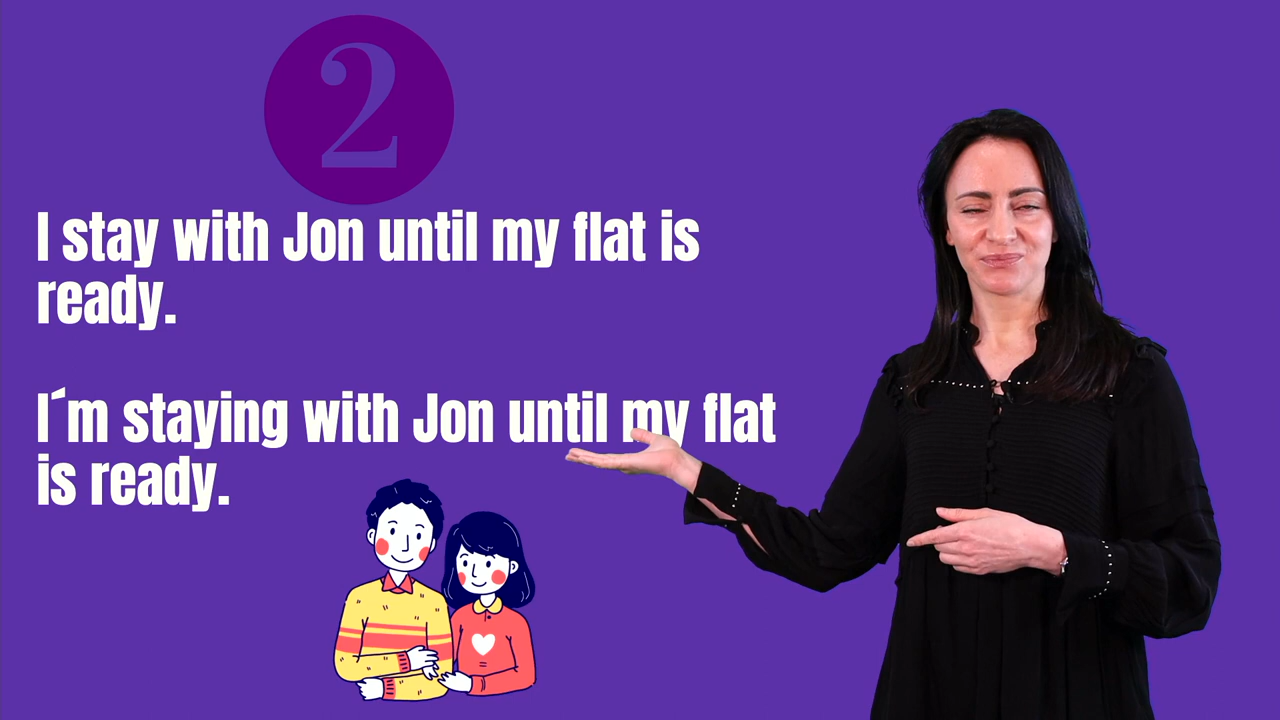 2
I stay with Jon until my flat is
ready.
I´m staying with Jon until my flat
is ready.